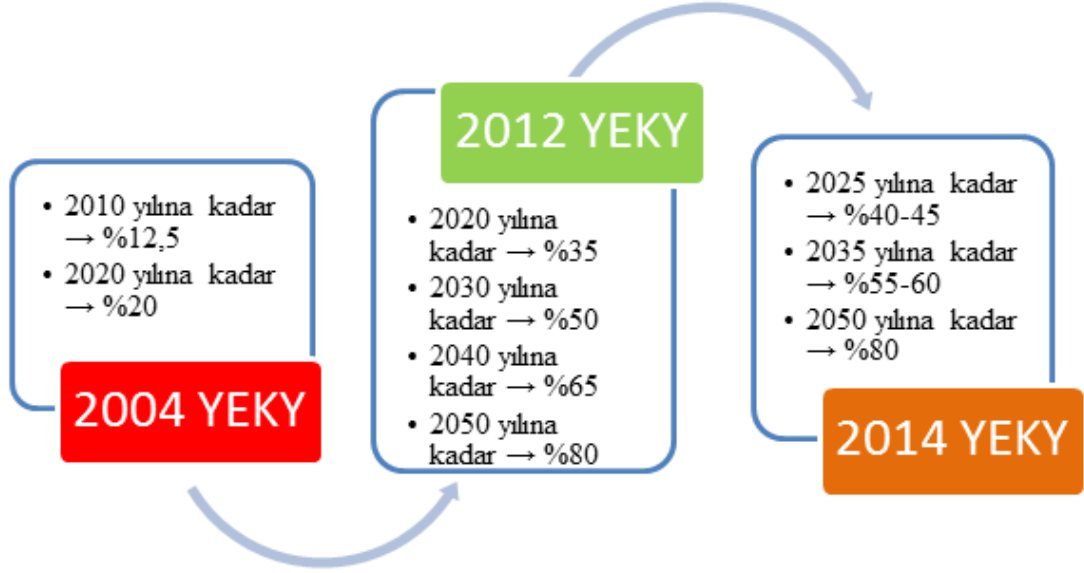 • 2010 yılına kadar
→ %12,5
• 2020 yılına kadar
→ %20
2004 YEKY
2012 YEKY
• 2020 yılına
kadar → %35
• 2030 yılına
kadar → %50
• 2040 yılına
kadar → %65
• 2050 yılına
kadar → %80
• 2025 yılına kadar
→ %40-45
• 2035 yılına kadar
→ %55-60
• 2050 yılına kadar
→ %80
2014 YEKY